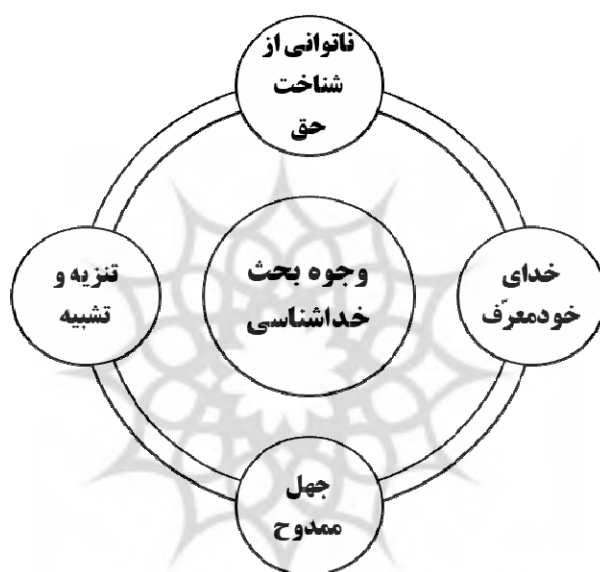 ناتوانی از
شناخت
حق
خدای
خودمعرّف
وجوه بحث
خداشناسی
تنزیه و
تشبیه
جهل
ممدوح